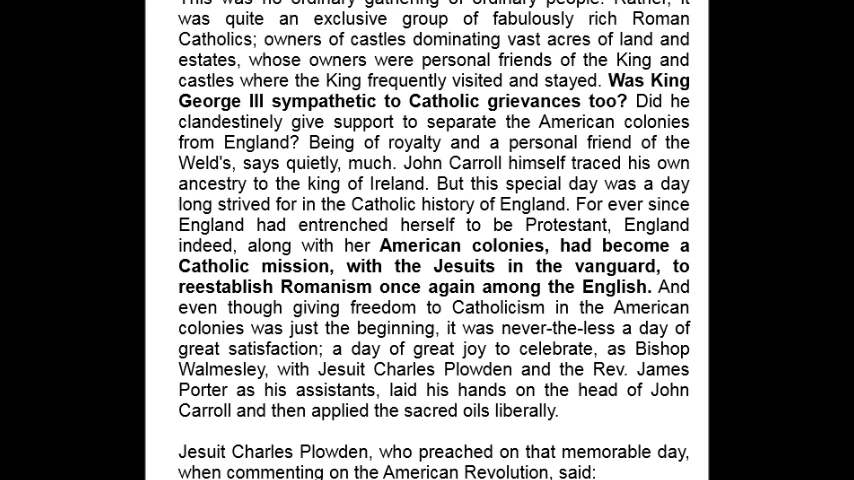 This was no ordinary gathering of ordinary people. Rather, it
was quite an exclusive group of fabulously rich Roman
Catholics; owners of castles dominating vast acres of land and
estates, whose owners were personal friends of the King and
castles where the King frequently visited and stayed. Was King
George III sympathetic to Catholic grievances too? Did he
clandestinely give support to separate the American colonies
from England? Being of royalty and a personal friend of the
Weld's, says quietly, much. John Carroll himself traced his own
ancestry to the king of Ireland. But this special day was a day
long strived for in the Catholic history of England. For ever since
England had entrenched herself to be Protestant, England
indeed, along with her American colonies, had become a
Catholic mission, with the Jesuits in the vanguard, to
reestablish Romanism once again among the English. And
even though giving freedom to Catholicism in the American
colonies was just the beginning, it was never-the-less a day of
great satisfaction; a day of great joy to celebrate, as Bishop
Walmesley, with Jesuit Charles Plowden and the Rev. James
Porter as his assistants, laid his hands on the head of John
Carroll and then applied the sacred oils liberally.
Jesuit Charles Plowden, who preached on that memorable day,
when commenting on the American Revolution, said: